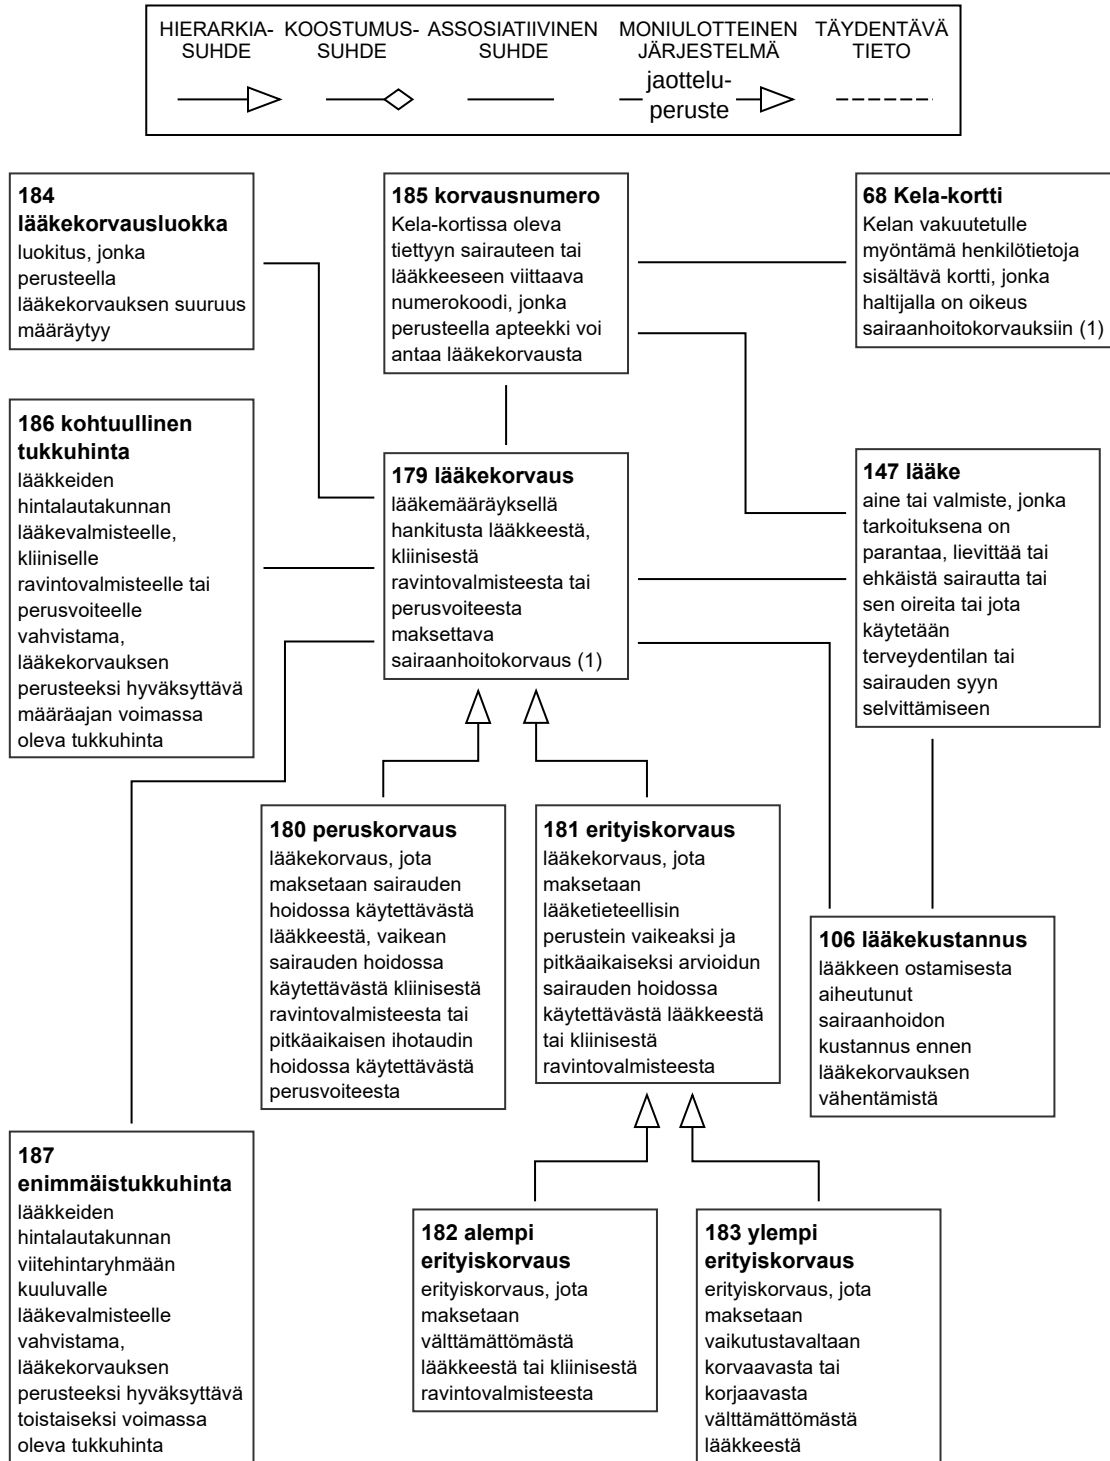 HIERARKIA-
SUHDE
KOOSTUMUS-
SUHDE
ASSOSIATIIVINEN
SUHDE
MONIULOTTEINEN
JÄRJESTELMÄ
jaottelu-
peruste
TÄYDENTÄVÄ
TIETO
184
lääkekorvausluokka
luokitus, jonka
perusteella
lääkekorvauksen suuruus
määräytyy
185 korvausnumero
Kela-kortissa oleva
tiettyyn sairauteen tai
lääkkeeseen viittaava
numerokoodi, jonka
perusteella apteekki voi
antaa lääkekorvausta
68 Kela-kortti
Kelan vakuutetulle
myöntämä henkilötietoja
sisältävä kortti, jonka
haltijalla on oikeus
sairaanhoitokorvauksiin (1)
186 kohtuullinen
tukkuhinta
lääkkeiden
hintalautakunnan
lääkevalmisteelle,
kliiniselle
ravintovalmisteelle tai
perusvoiteelle
vahvistama,
lääkekorvauksen
perusteeksi hyväksyttävä
määräajan voimassa
oleva tukkuhinta
179 lääkekorvaus
lääkemääräyksellä
hankitusta lääkkeestä,
kliinisestä
ravintovalmisteesta tai
perusvoiteesta
maksettava
sairaanhoitokorvaus (1)
147 lääke
aine tai valmiste, jonka
tarkoituksena on
parantaa, lievittää tai
ehkäistä sairautta tai
sen oireita tai jota
käytetään
terveydentilan tai
sairauden syyn
selvittämiseen
180 peruskorvaus
lääkekorvaus, jota
maksetaan sairauden
hoidossa käytettävästä
lääkkeestä, vaikean
sairauden hoidossa
käytettävästä kliinisestä
ravintovalmisteesta tai
pitkäaikaisen ihotaudin
hoidossa käytettävästä
perusvoiteesta
181 erityiskorvaus
lääkekorvaus, jota
maksetaan
lääketieteellisin
perustein vaikeaksi ja
pitkäaikaiseksi arvioidun
sairauden hoidossa
käytettävästä lääkkeestä
tai kliinisestä
ravintovalmisteesta
106 lääkekustannus
lääkkeen ostamisesta
aiheutunut
sairaanhoidon
kustannus ennen
lääkekorvauksen
vähentämistä
187
enimmäistukkuhinta
lääkkeiden
hintalautakunnan
viitehintaryhmään
kuuluvalle
lääkevalmisteelle
vahvistama,
lääkekorvauksen
perusteeksi hyväksyttävä
toistaiseksi voimassa
oleva tukkuhinta
182 alempi
erityiskorvaus
erityiskorvaus, jota
maksetaan
välttämättömästä
lääkkeestä tai kliinisestä
ravintovalmisteesta
183 ylempi
erityiskorvaus
erityiskorvaus, jota
maksetaan
vaikutustavaltaan
korvaavasta tai
korjaavasta
välttämättömästä
lääkkeestä